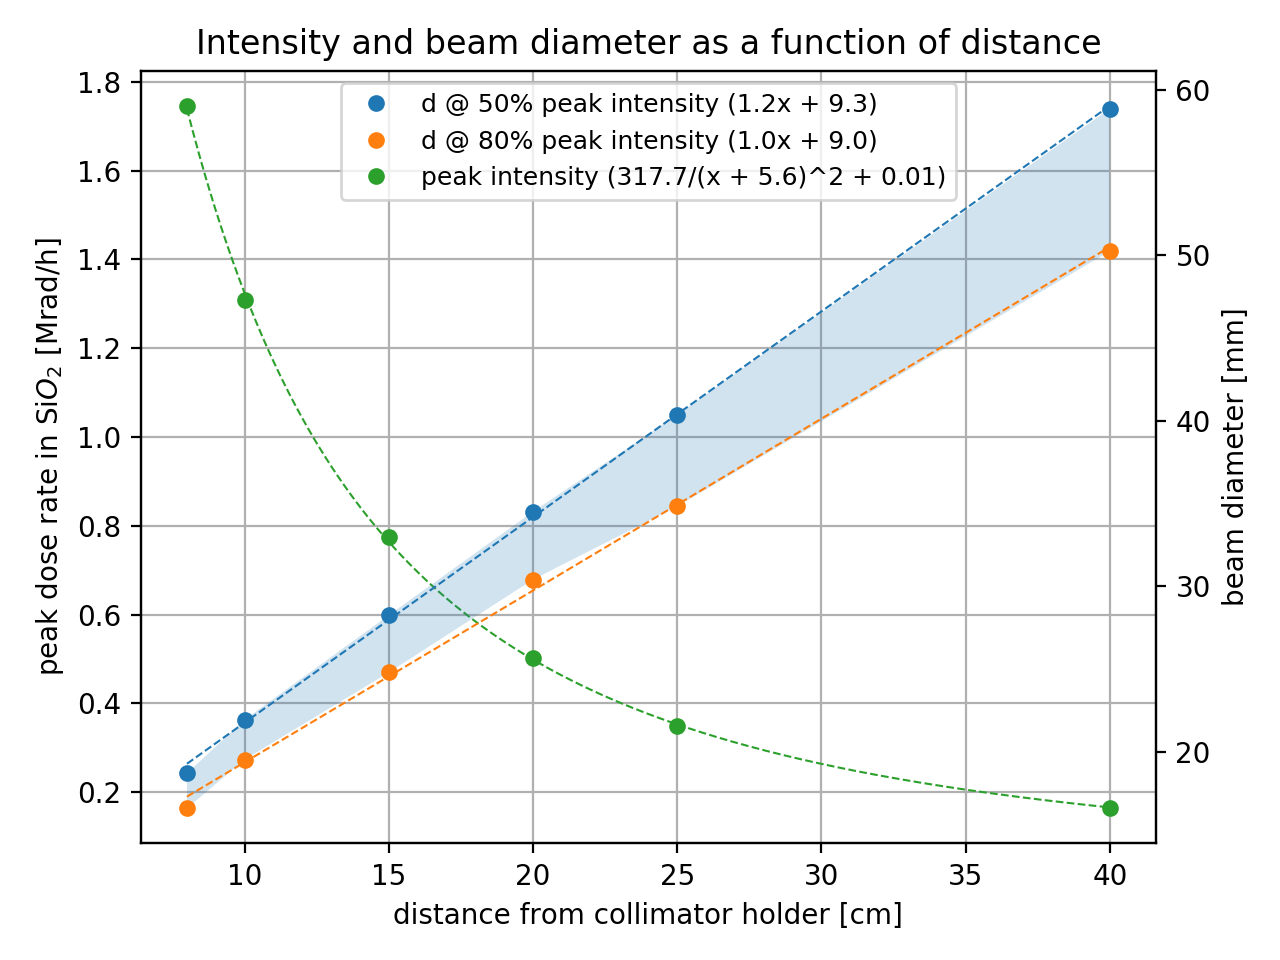 Intensity and beam diameter as a function of distance
d @ 50% peak intensity (1.2x + 9.3)
d @ 80% peak intensity (1.0x + 9.0)
peak intensity (317.7/(x + 5.6)^2 + 0.01)
peak dose rate in SiO₂ [Mrad/h]
1.8
1.6
1.4
1.2
1.0
0.8
0.6
0.4
0.2
60
50
40
30
20
beam diameter [mm]
10 15 20 25 30 35 40
distance from collimator holder [cm]